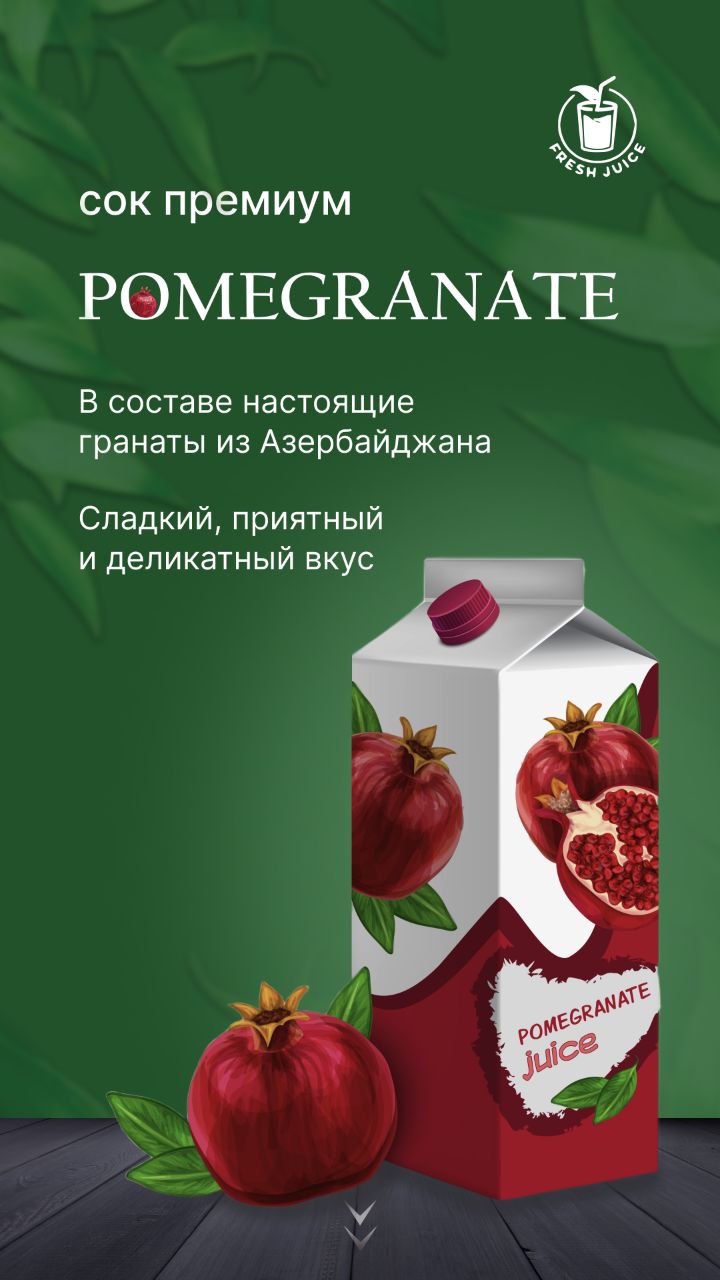 FRESH JUICE
сок премиум
POMEGRANATE
В составе настоящие
гранаты из Азербайджана
Сладкий, приятный
и деликатный вкус
POMEGRANATE
juice